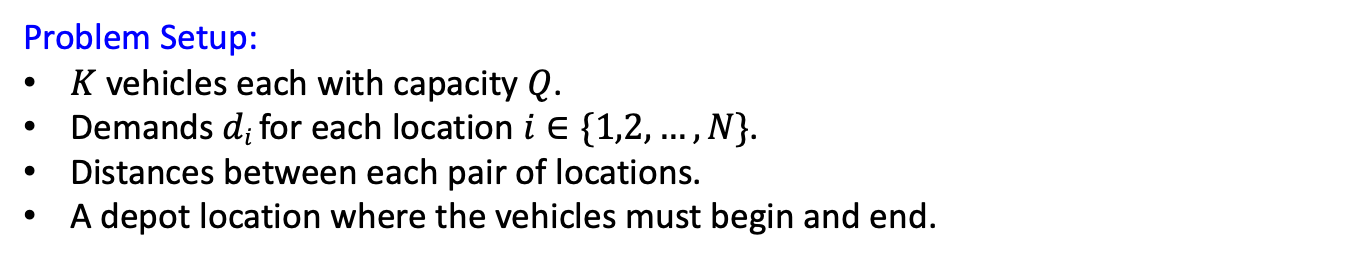 Problem Setup:
• K vehicles each with capacity Q.
• Demands dᵢ for each location i ∈ {1,2, … , N}.
• Distances between each pair of locations.
• A depot location where the vehicles must begin and end.